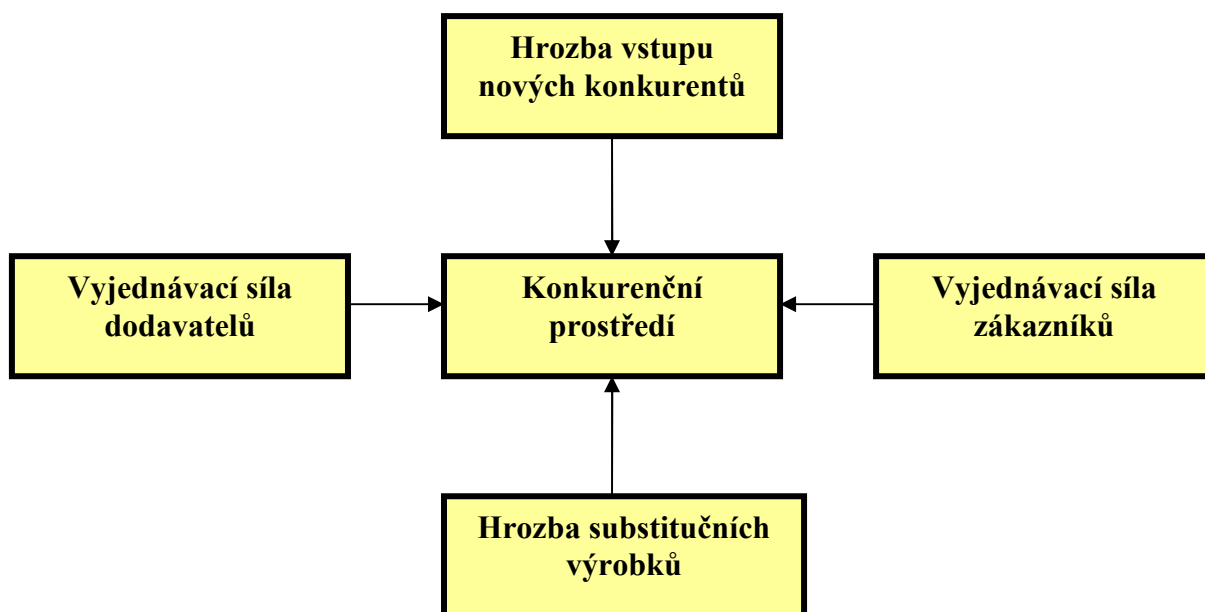 Hrozba vstupu
nových konkurentů
Vyjednávací síla
dodavatelů
Konkurenční
prostředí
Vyjednávací síla
zákazníků
Hrozba substitučních
výrobků